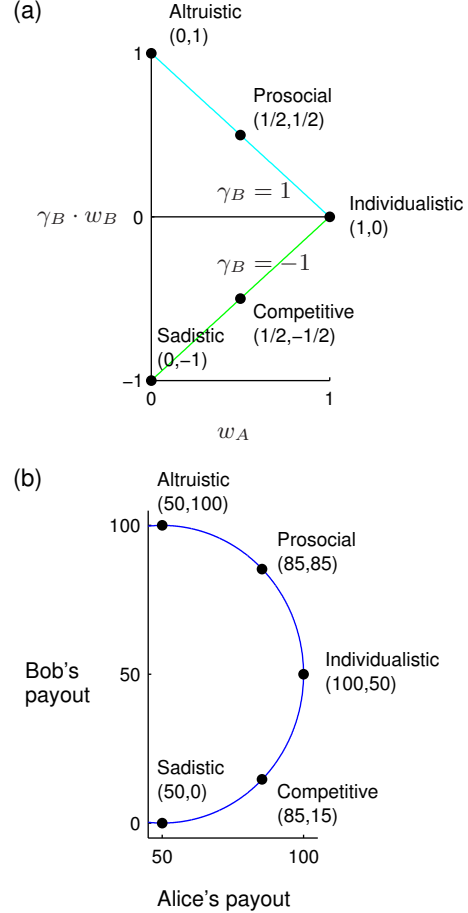 (a)
Altruistic
(0,1)
1
Prosocial
(1/2,1/2)
γ_B = 1
Individualistic
(1,0)
γ_B · w_B
0
γ_B = −1
Competitive
(1/2,−1/2)
Sadistic
(0,−1)
−1
0
1
w_A
(b)
Altruistic
(50,100)
100
Prosocial
(85,85)
Bob's
payout
50
Individualistic
(100,50)
Sadistic
(50,0)
Competitive
(85,15)
0
50
100
Alice's payout